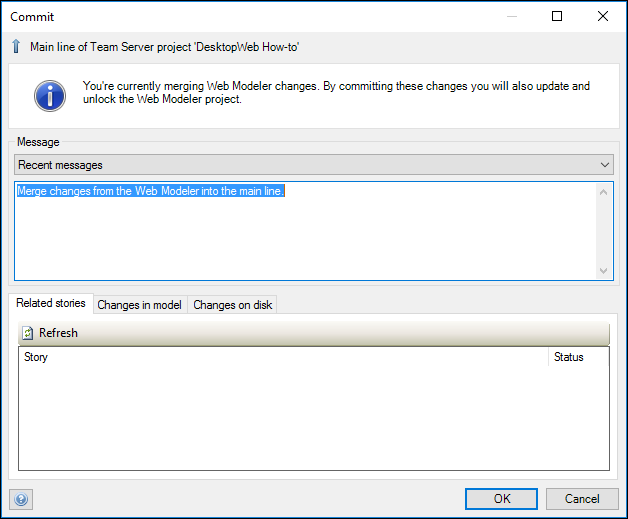 Commit
Main line of Team Server project 'DesktopWeb How-to'
You're currently merging Web Modeler changes. By committing these changes you will also update and
unlock the Web Modeler project.
Message
Recent messages
Merge changes from the Web Modeler into the main line.
Related stories Changes in model Changes on disk
Refresh
Story Status
OK Cancel